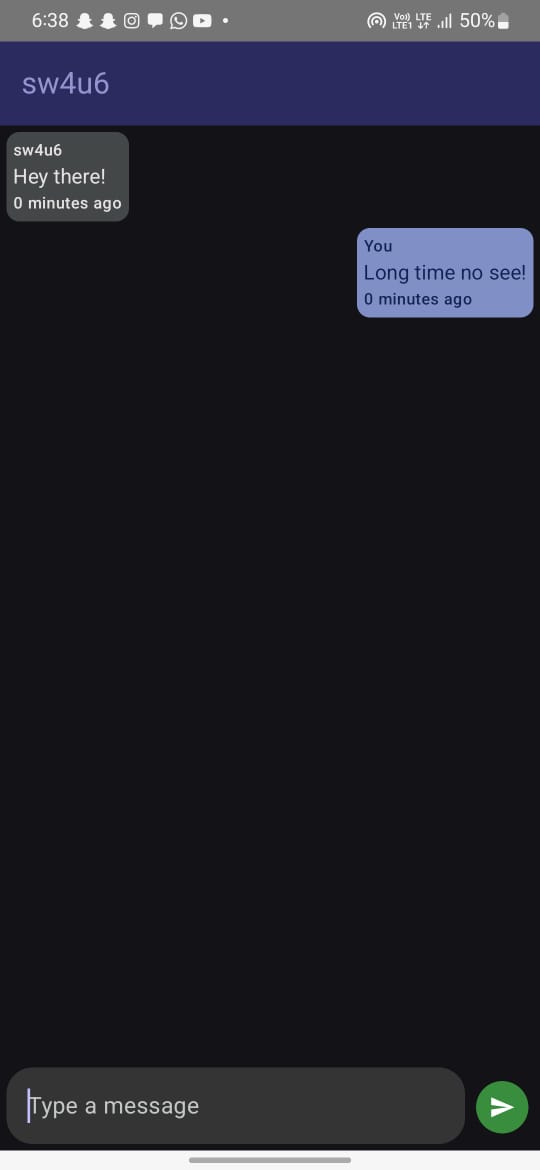 6:38 Vo)) LTE1 LTE 50%
sw4u6
sw4u6
Hey there!
0 minutes ago
You
Long time no see!
0 minutes ago
Type a message